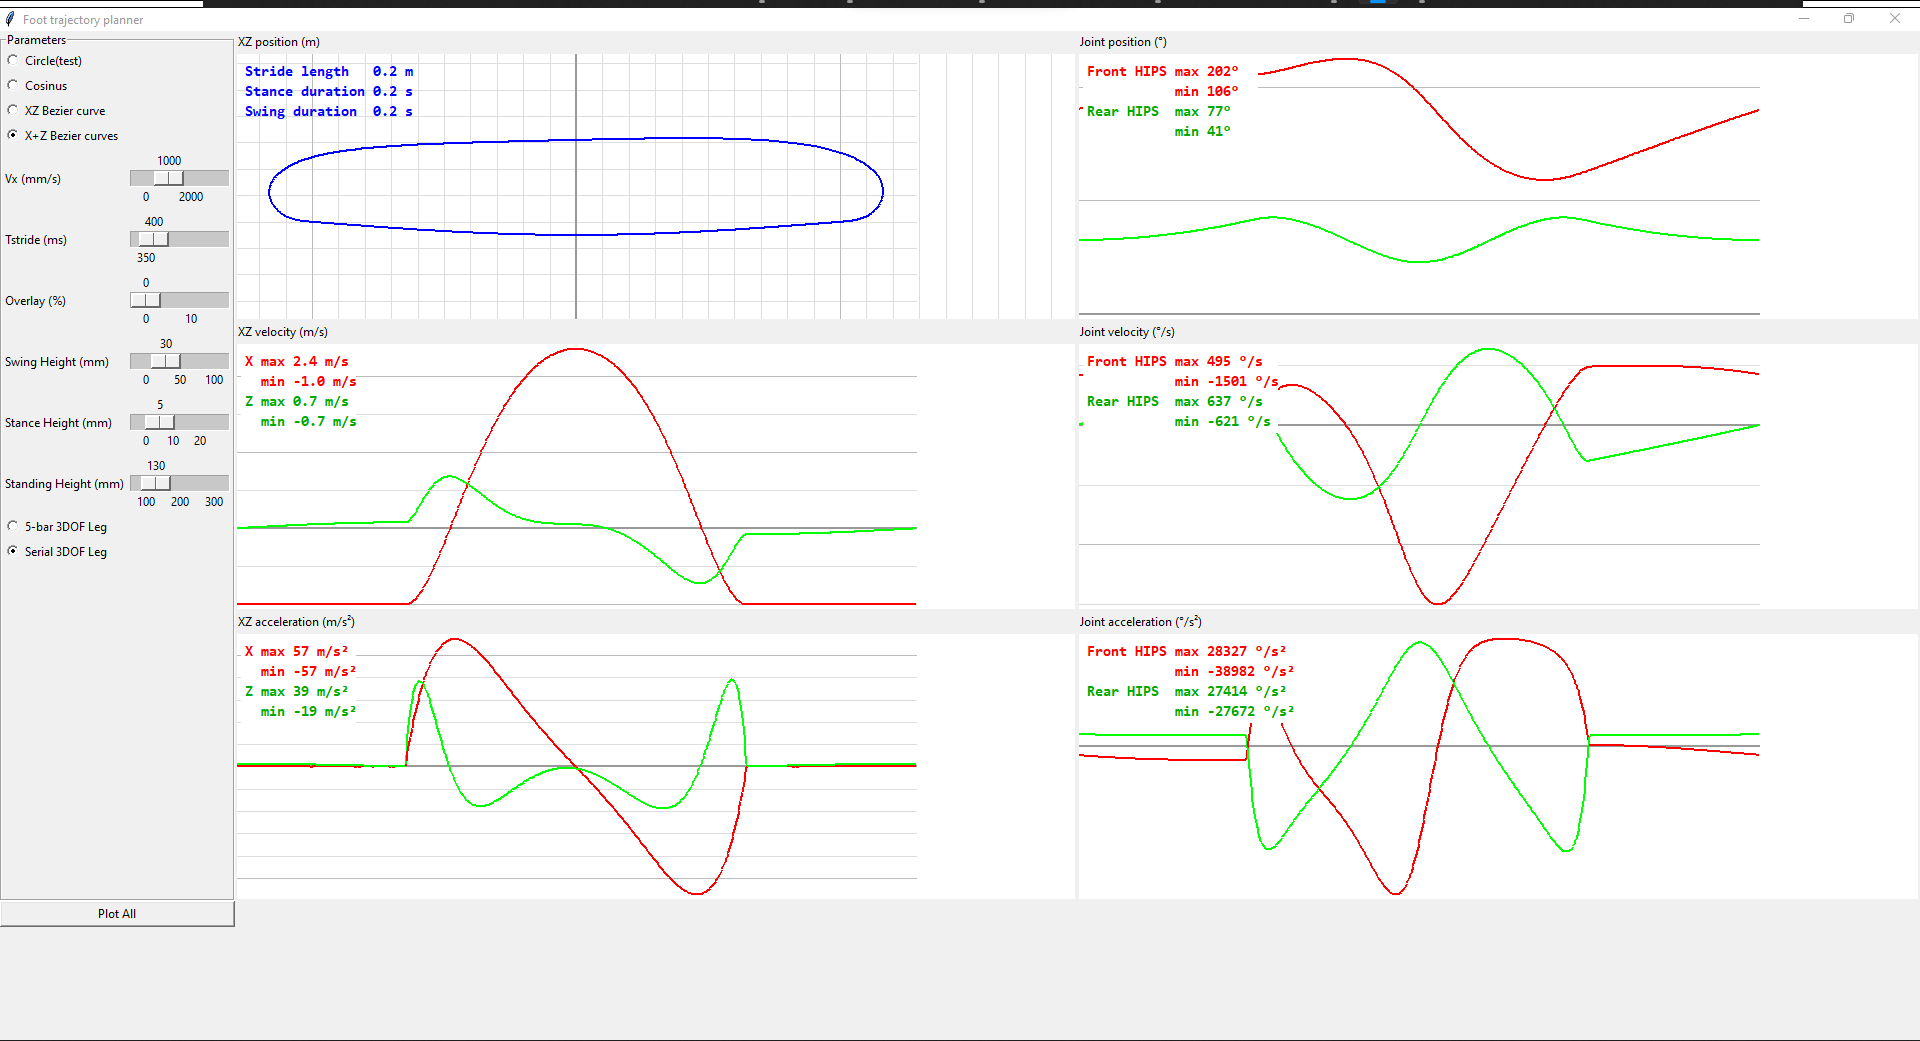 Foot trajectory planner
Parameters
Circle(test)
Cosinus
XZ Bezier curve
X+Z Bezier curves
1000
Vx (mm/s)
0 2000
400
Tstride (ms)
350
0
Overlay (%)
0 10
30
Swing Height (mm)
0 50 100
5
Stance Height (mm)
0 10 20
130
Standing Height (mm)
100 200 300
5-bar 3DOF Leg
Serial 3DOF Leg
Plot All
XZ position (m)
Stride length 0.2 m
Stance duration 0.2 s
Swing duration 0.2 s
XZ velocity (m/s)
X max 2.4 m/s
min -1.0 m/s
Z max 0.7 m/s
min -0.7 m/s
XZ acceleration (m/s²)
X max 57 m/s²
min -57 m/s²
Z max 39 m/s²
min -19 m/s²
Joint position (°)
Front HIPS max 202°
min 106°
Rear HIPS max 77°
min 41°
Joint velocity (°/s)
Front HIPS max 495 °/s
min -1501 °/s
Rear HIPS max 637 °/s
min -621 °/s
Joint acceleration (°/s²)
Front HIPS max 28327 °/s²
min -38982 °/s²
Rear HIPS max 27414 °/s²
min -27672 °/s²